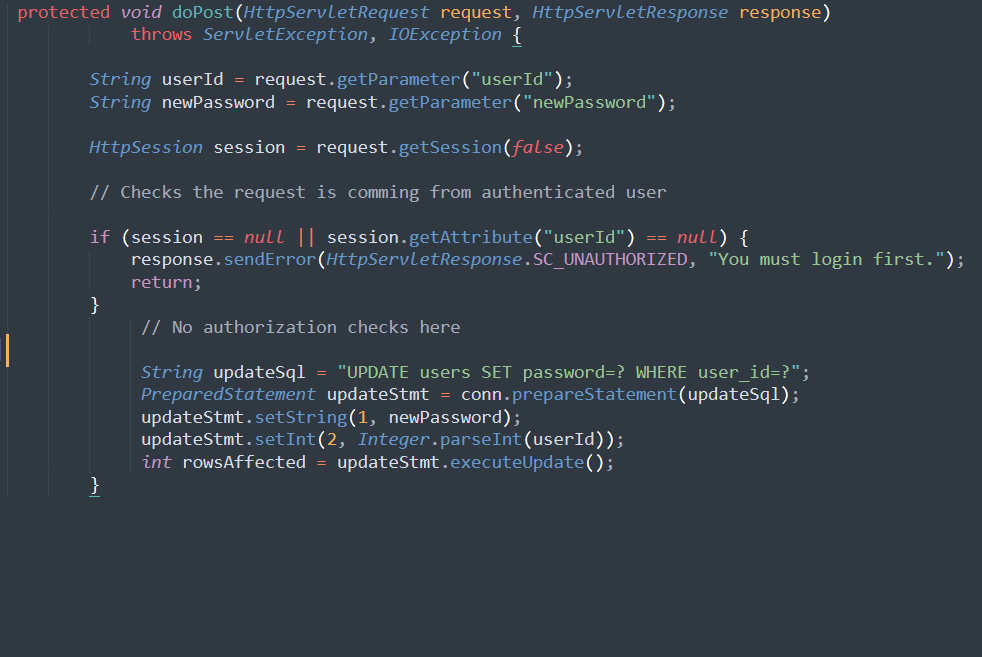 protected void doPost(HttpServletRequest request, HttpServletResponse response)
throws ServletException, IOException {
String userId = request.getParameter("userId");
String newPassword = request.getParameter("newPassword");
HttpSession session = request.getSession(false);
// Checks the request is comming from authenticated user
if (session == null || session.getAttribute("userId") == null) {
response.sendError(HttpServletResponse.SC_UNAUTHORIZED, "You must login first.");
return;
}
// No authorization checks here
String updateSql = "UPDATE users SET password=? WHERE user_id=?";
PreparedStatement updateStmt = conn.prepareStatement(updateSql);
updateStmt.setString(1, newPassword);
updateStmt.setInt(2, Integer.parseInt(userId));
int rowsAffected = updateStmt.executeUpdate();
}